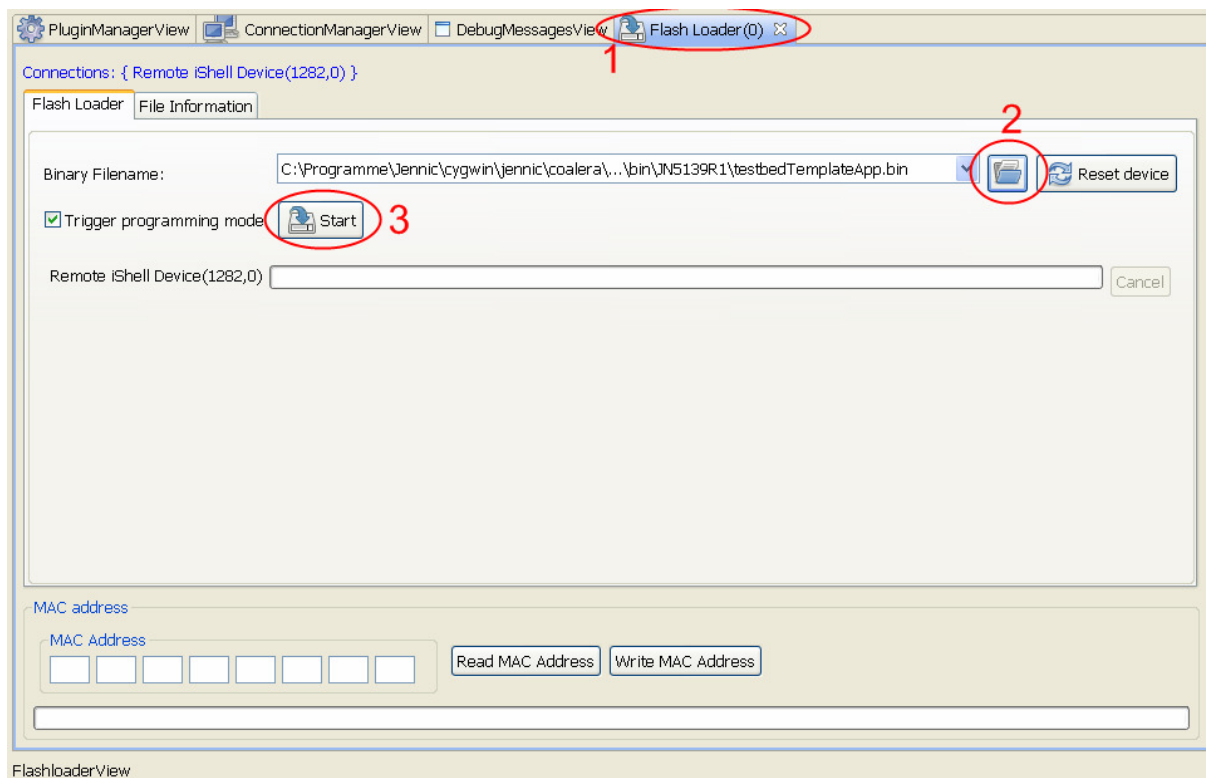 PluginManagerView ConnectionManagerView DebugMessagesView Flash Loader(0)
1
Connections: { Remote iShell Device(1282,0) }
Flash Loader File Information
2
Binary Filename: C:\Programme\Jennic\cygwin\jennic\coalera\...\bin\JN5139R1\testbedTemplateApp.bin Reset device
Trigger programming mode Start 3
Remote iShell Device(1282,0) Cancel
MAC address
MAC Address
Read MAC Address Write MAC Address
FlashloaderView